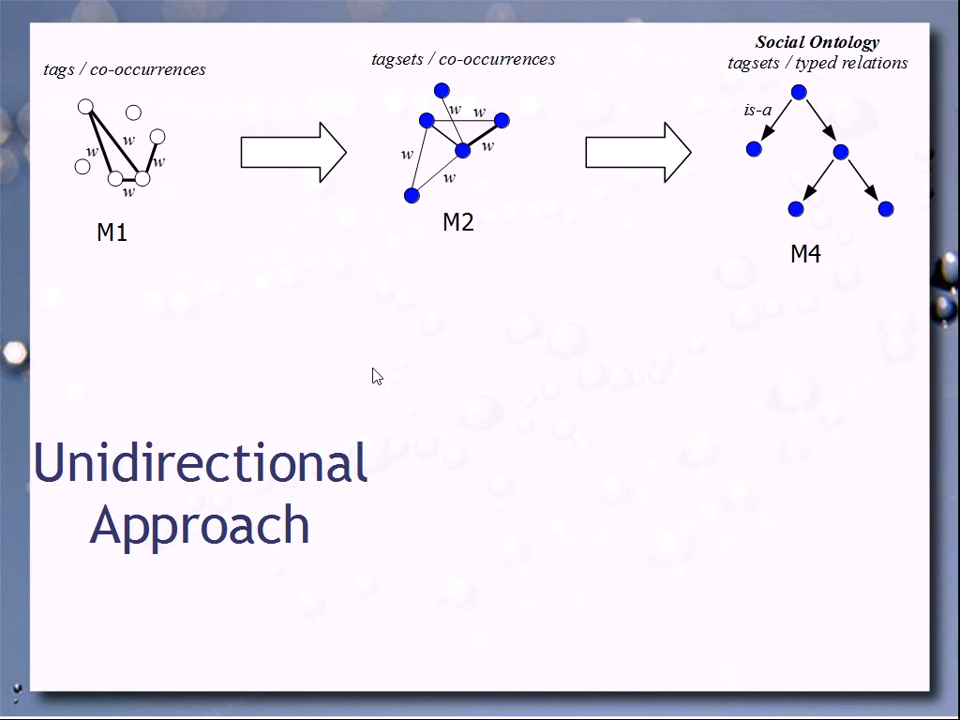 tags / co-occurrences
w
w
w
w
M1
tagsets / co-occurrences
w
w
w
w
w
M2
Social Ontology
tagsets / typed relations
is-a
M4
Unidirectional
Approach